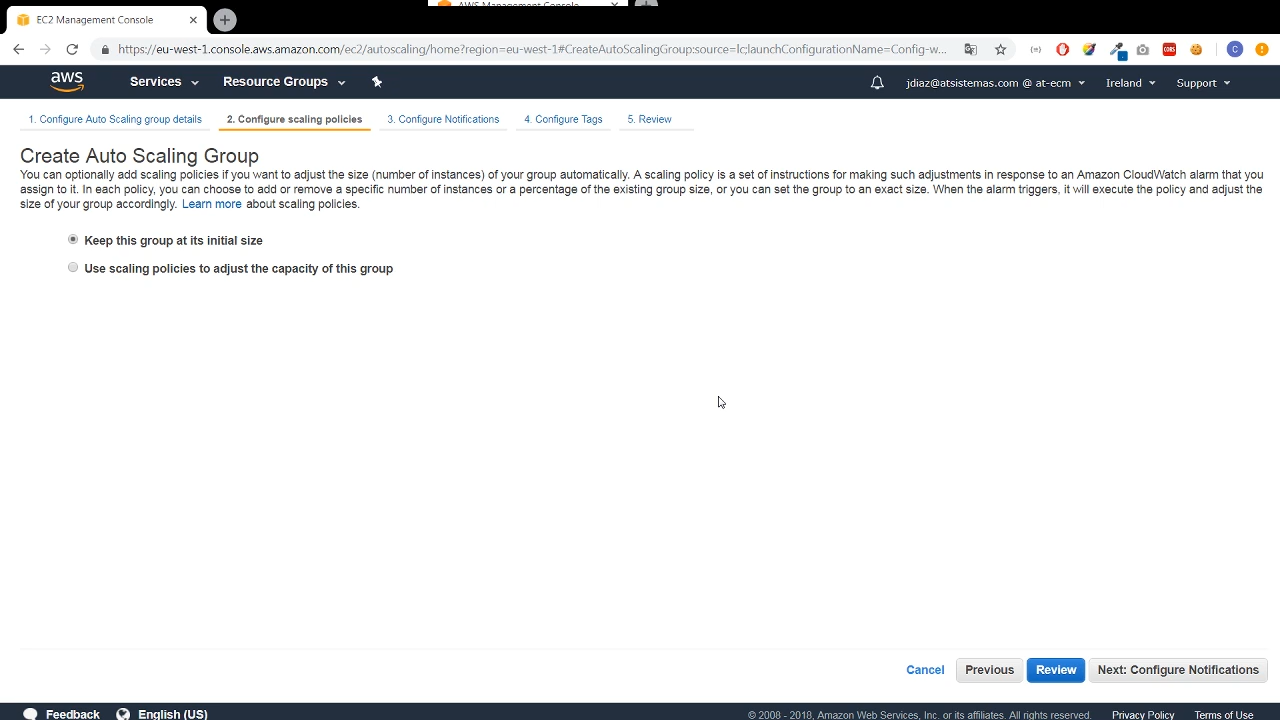 AWS Management Console
EC2 Management Console
https://eu-west-1.console.aws.amazon.com/ec2/autoscaling/home?region=eu-west-1#CreateAutoScalingGroup:source=lc;launchConfigurationName=Config-w...
CORS
C
aws
Services
Resource Groups
jdiaz@atsistemas.com @ at-ecm
Ireland
Support
1. Configure Auto Scaling group details
2. Configure scaling policies
3. Configure Notifications
4. Configure Tags
5. Review
Create Auto Scaling Group
You can optionally add scaling policies if you want to adjust the size (number of instances) of your group automatically. A scaling policy is a set of instructions for making such adjustments in response to an Amazon CloudWatch alarm that you
assign to it. In each policy, you can choose to add or remove a specific number of instances or a percentage of the existing group size, or you can set the group to an exact size. When the alarm triggers, it will execute the policy and adjust the
size of your group accordingly. Learn more about scaling policies.
Keep this group at its initial size
Use scaling policies to adjust the capacity of this group
Cancel
Previous
Review
Next: Configure Notifications
Feedback
English (US)
© 2008 - 2018, Amazon Web Services, Inc. or its affiliates. All rights reserved.
Privacy Policy
Terms of Use